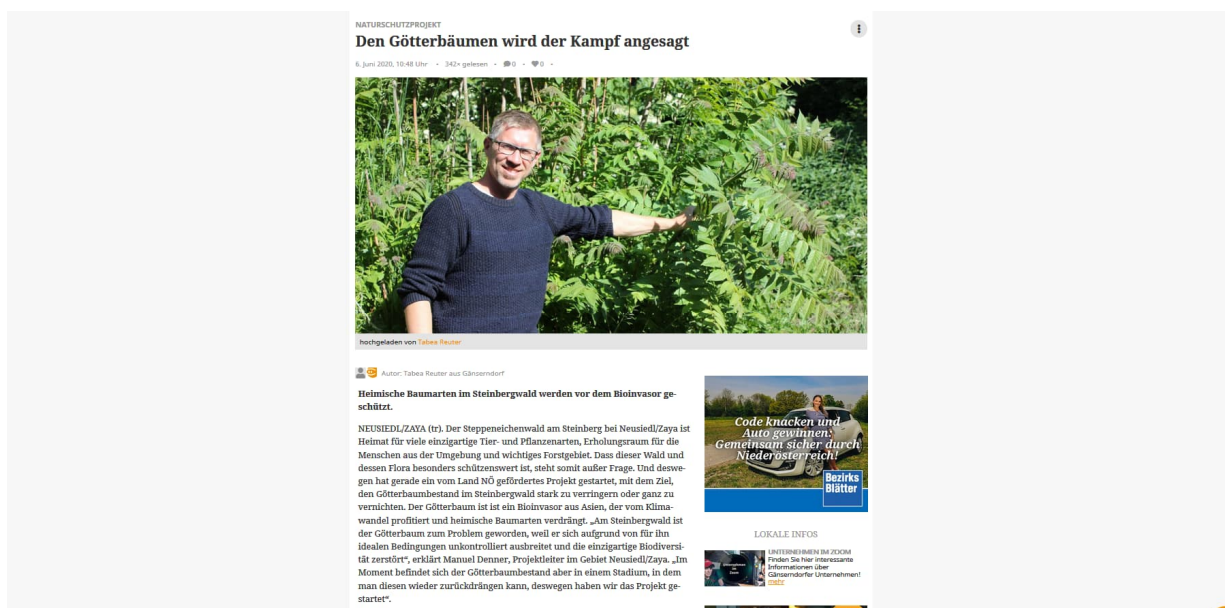 NATURSCHUTZPROJEKT
Den Götterbäumen wird der Kampf angesagt
6. Juni 2020, 10:48 Uhr • 342× gelesen • 0 • 0 •
hochgeladen von Tabea Reuter
Autor: Tabea Reuter aus Gänserndorf
Heimische Baumarten im Steinbergwald werden vor dem Bioinvasor ge-
schützt.
NEUSIEDL/ZAYA (tr). Der Steppeneichenwald am Steinberg bei Neusiedl/Zaya ist
Heimat für viele einzigartige Tier- und Pflanzenarten, Erholungsraum für die
Menschen aus der Umgebung und wichtiges Forstgebiet. Dass dieser Wald und
dessen Flora besonders schützenswert ist, steht somit außer Frage. Und deswe-
gen hat gerade ein vom Land NÖ gefördertes Projekt gestartet, mit dem Ziel,
den Götterbaumbestand im Steinbergwald stark zu verringern oder ganz zu
vernichten. Der Götterbaum ist ist ein Bioinvasor aus Asien, der vom Klima-
wandel profitiert und heimische Baumarten verdrängt. „Am Steinbergwald ist
der Götterbaum zum Problem geworden, weil er sich aufgrund von für ihn
idealen Bedingungen unkontrolliert ausbreitet und die einzigartige Biodiversi-
tät zerstört“, erklärt Manuel Denner, Projektleiter im Gebiet Neusiedl/Zaya. „Im
Moment befindet sich der Götterbaumbestand aber in einem Stadium, in dem
man diesen wieder zurückdrängen kann, deswegen haben wir das Projekt ge-
startet“.
Code knacken und
Auto gewinnen:
Gemeinsam sicher durch
Niederösterreich!
Bezirks
Blätter
LOKALE INFOS
UNTERNEHMEN IM ZOOM
Finden Sie hier interessante
Informationen über
Gänserndorfer Unternehmen!
mehr